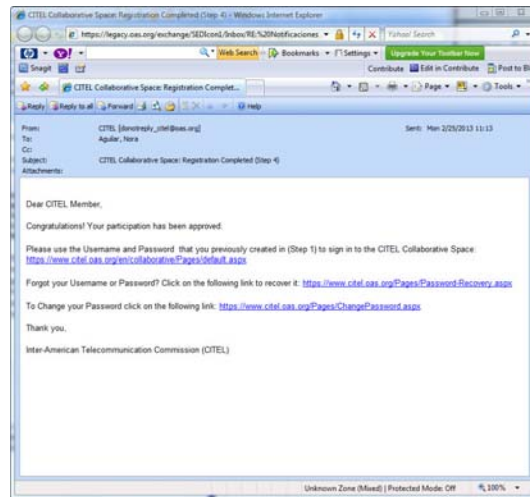 CITEL Collaborative Space: Registration Completed (Step 4) - Windows Internet Explorer
https://legacy.oas.org/exchange/SEDIcon1/Inbox/RE:%20Notificaciones
Yahoo! Search
Web Search Bookmarks Settings Upgrade Your Toolbar Now
Snagit Contribute Edit in Contribute Post to Bl
CITEL Collaborative Space: Registration Complet... Page Tools
Reply Reply to all Forward Help
From: CITEL [donotreply_citel@oas.org] Sent: Mon 2/25/2013 11:13
To: Aguilar, Nora
Cc:
Subject: CITEL Collaborative Space: Registration Completed (Step 4)
Attachments:
Dear CITEL Member,
Congratulations! Your participation has been approved.
Please use the Username and Password that you previously created in (Step 1) to sign in to the CITEL Collaborative Space:
https://www.citel.oas.org/en/collaborative/Pages/default.aspx
Forgot your Username or Password? Click on the following link to recover it: https://www.citel.oas.org/Pages/Password-Recovery.aspx
To Change your Password click on the following link: https://www.citel.oas.org/Pages/ChangePassword.aspx
Thank you,
Inter-American Telecommunication Commission (CITEL)
Unknown Zone (Mixed) | Protected Mode: Off 100%